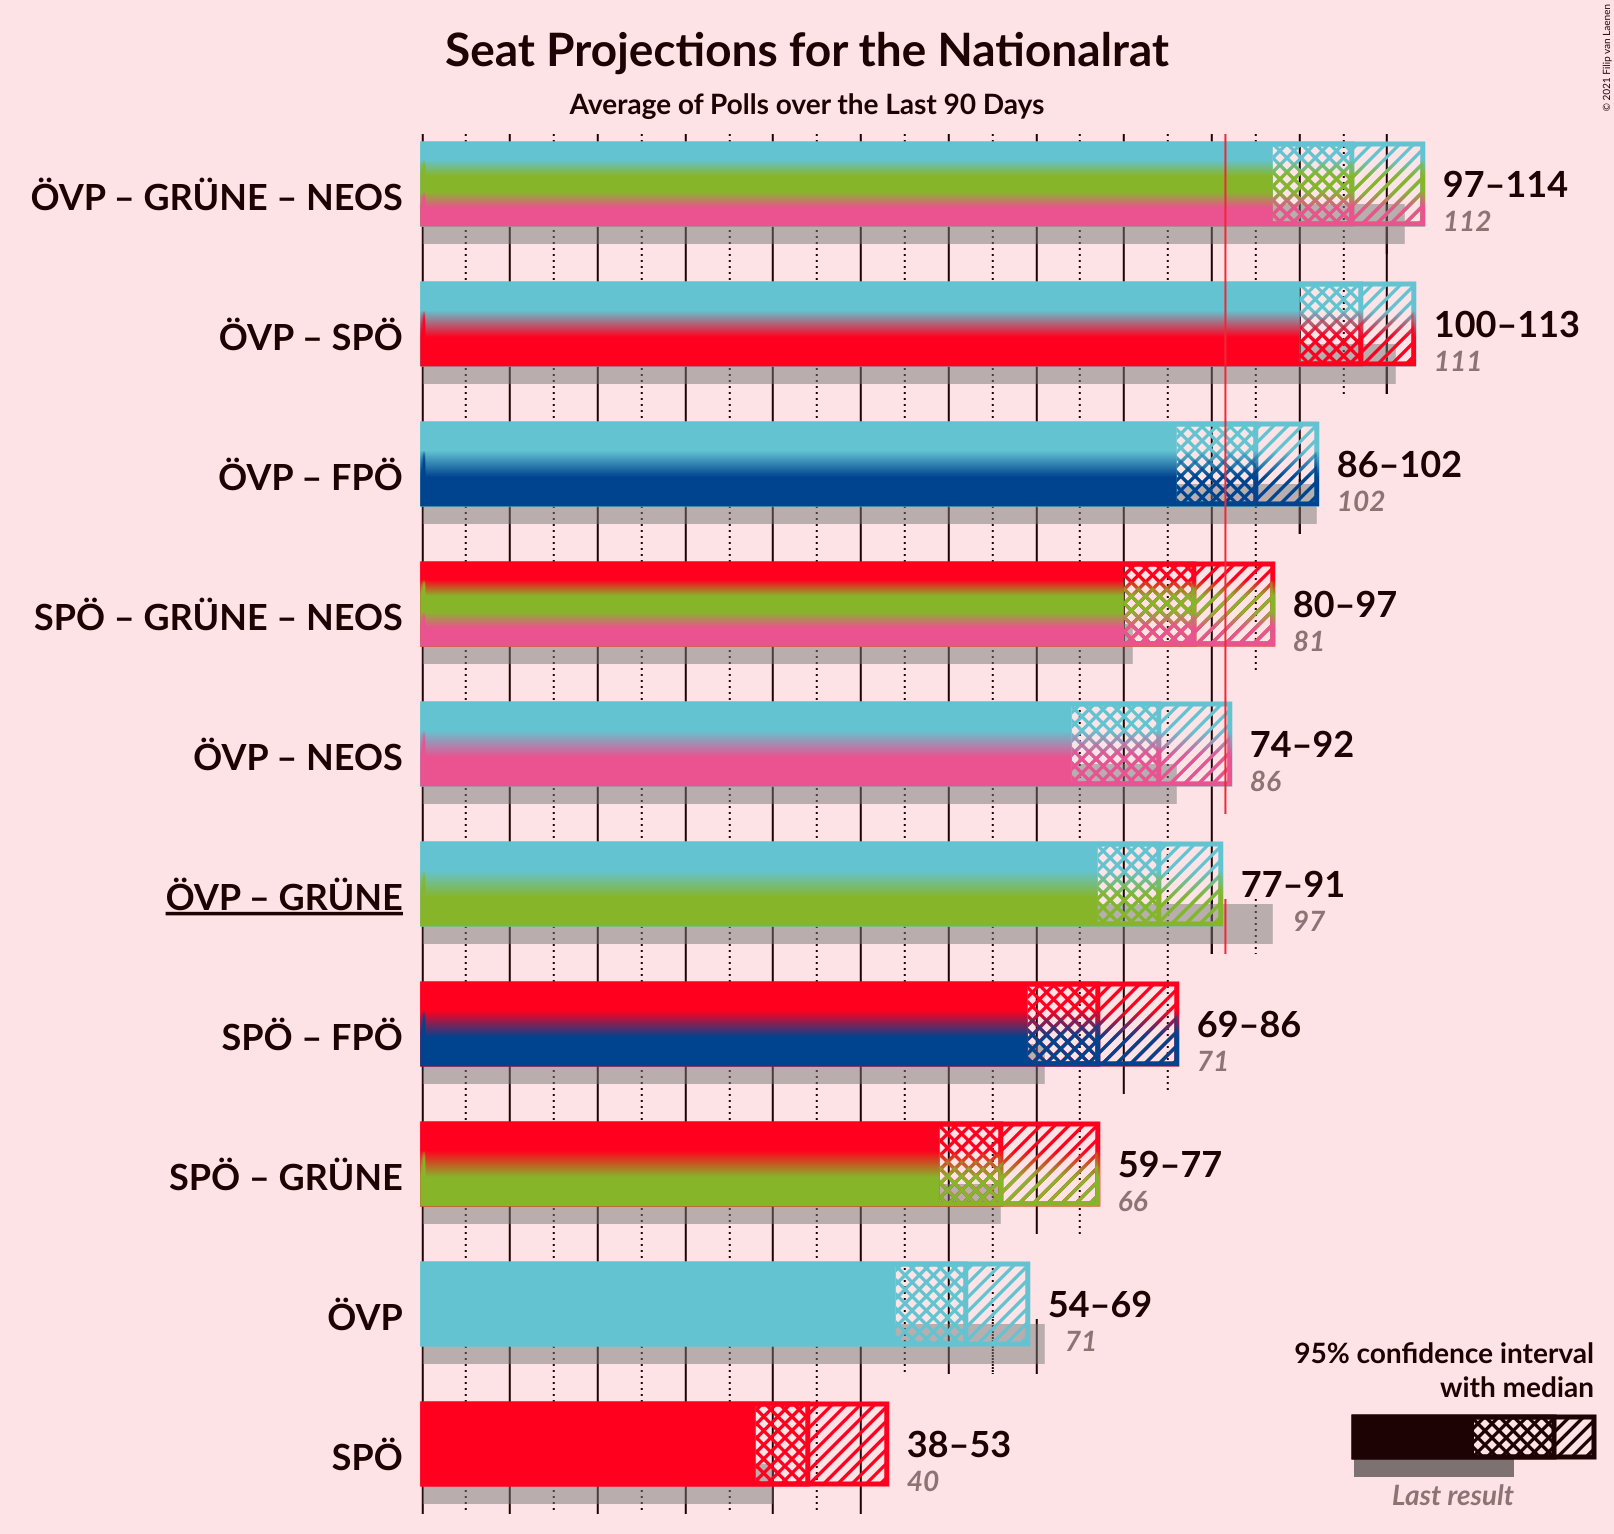 Seat Projections for the Nationalrat
Average of Polls over the Last 90 Days
© 2021 Filip van Laenen
ÖVP – GRÜNE – NEOS
97–114
112
ÖVP – SPÖ
100–113
111
ÖVP – FPÖ
86–102
102
SPÖ – GRÜNE – NEOS
80–97
81
ÖVP – NEOS
74–92
86
ÖVP – GRÜNE
77–91
97
SPÖ – FPÖ
69–86
71
SPÖ – GRÜNE
59–77
66
ÖVP
54–69
71
SPÖ
38–53
40
95% confidence interval
with median
Last result